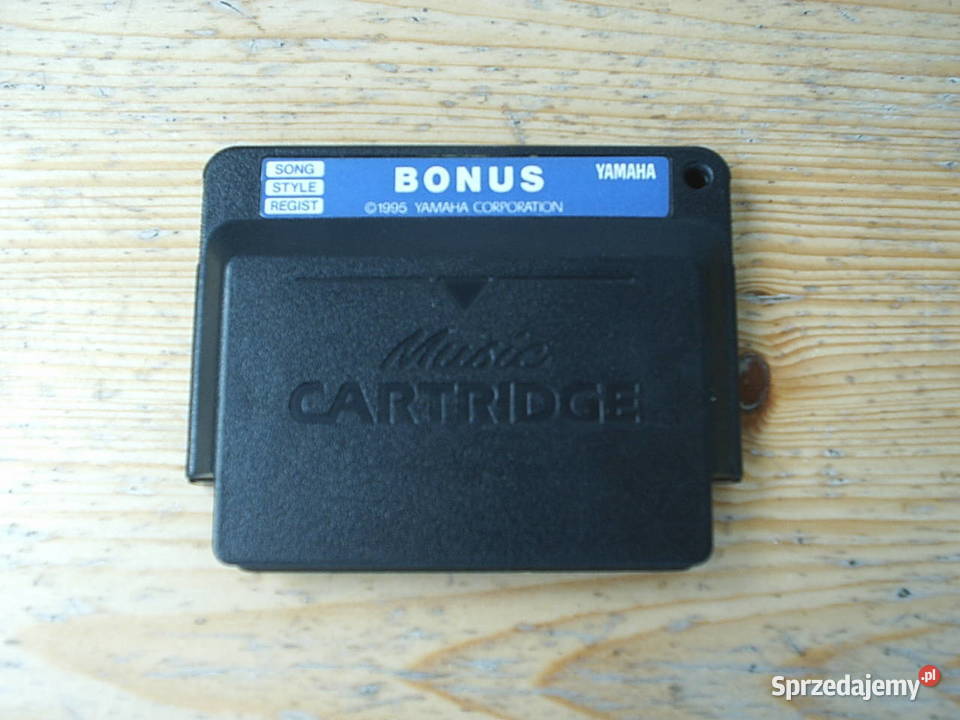 SONG
STYLE
REGIST
BONUS
YAMAHA
©1995 YAMAHA CORPORATION
Music
CARTRIDGE
Sprzedajemy.pl